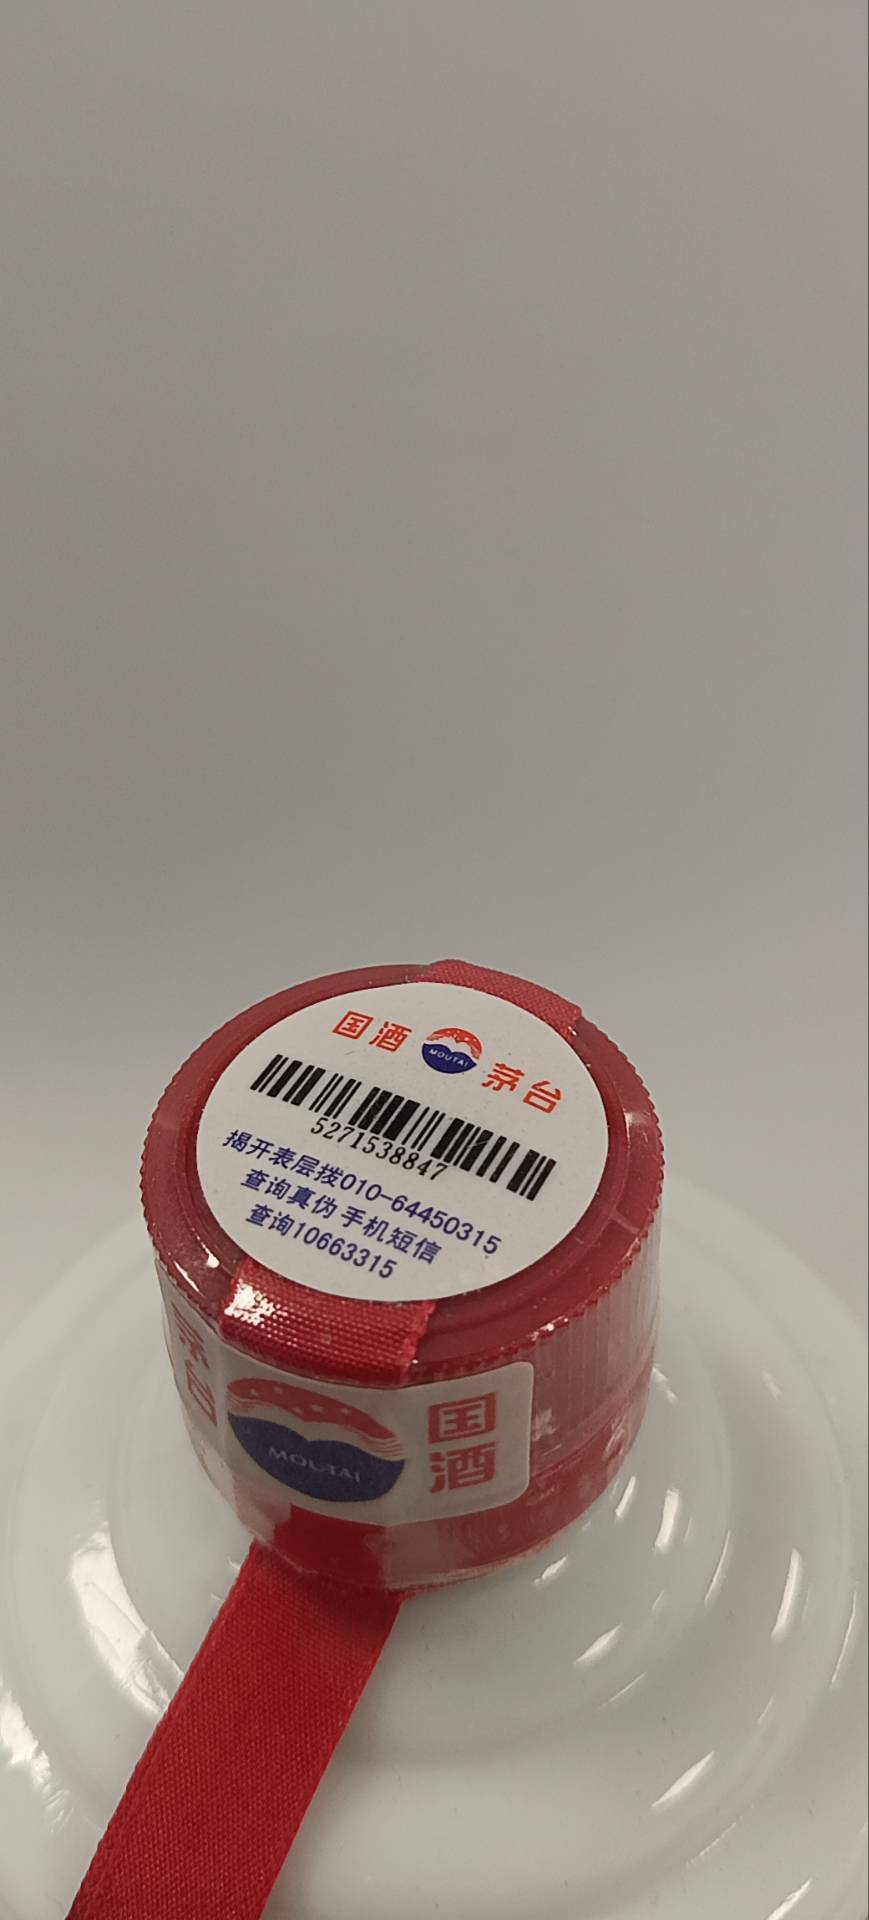 国酒 MOUTAI 茅台
5271538847
揭开表层拨010-64450315
查询真伪 手机短信
查询10663315
茅台 MOUTAI 国酒